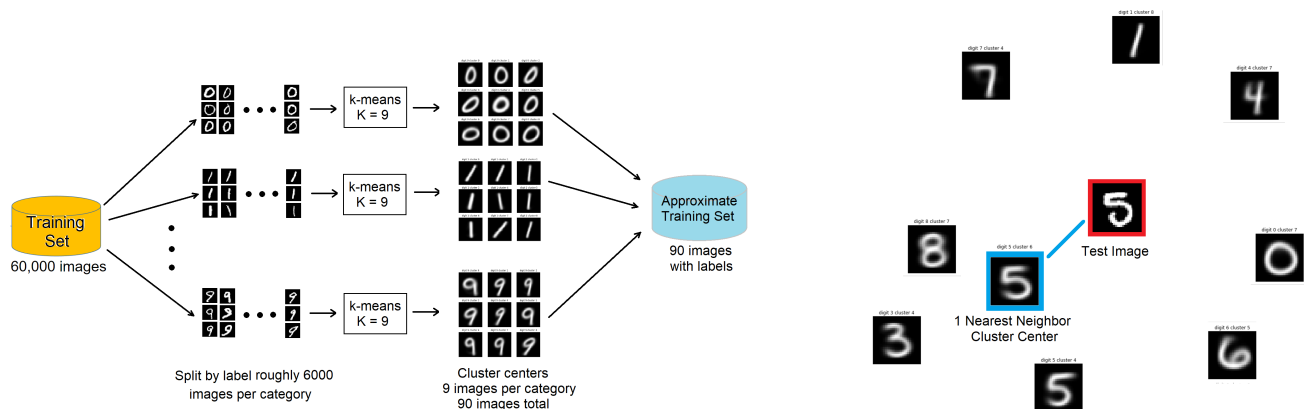 Training
Set
60,000 images
k-means
K = 9
k-means
K = 9
k-means
K = 9
Split by label roughly 6000
images per category
Cluster centers
9 images per category
90 images total
Approximate
Training Set
90 images
with labels
digit 1 cluster 8
digit 7 cluster 4
digit 4 cluster 7
Test Image
digit 8 cluster 7
digit 5 cluster 6
digit 0 cluster 7
1 Nearest Neighbor
Cluster Center
digit 3 cluster 4
digit 6 cluster 5
digit 5 cluster 4